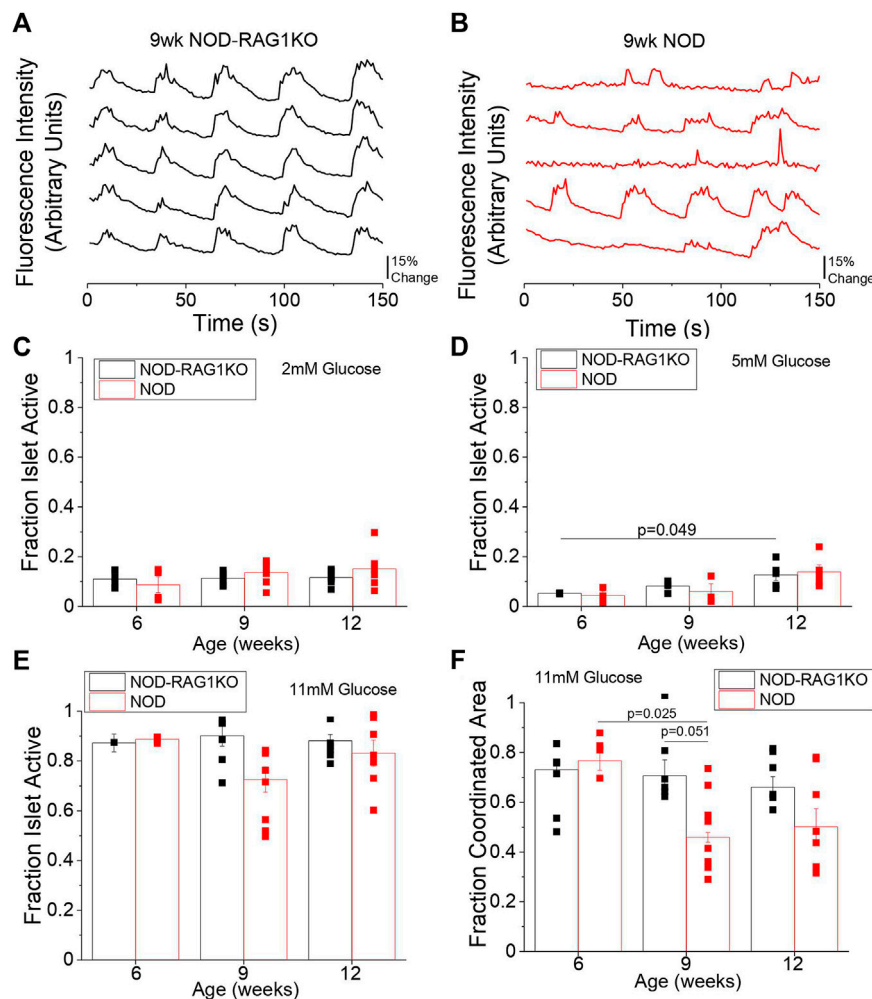 A
9wk NOD-RAG1KO
Fluorescence Intensity
(Arbitrary Units)
15%
Change
0 50 100 150
Time (s)
B
9wk NOD
Fluorescence Intensity
(Arbitrary Units)
15%
Change
0 50 100 150
Time (s)
C
NOD-RAG1KO
NOD
2mM Glucose
Fraction Islet Active
1
0.8
0.6
0.4
0.2
0
6 9 12
Age (weeks)
D
NOD-RAG1KO
NOD
5mM Glucose
Fraction Islet Active
1
0.8
0.6
0.4
0.2
0
p=0.049
6 9 12
Age (weeks)
E
NOD-RAG1KO
NOD
11mM Glucose
Fraction Islet Active
1
0.8
0.6
0.4
0.2
0
6 9 12
Age (weeks)
F
11mM Glucose
NOD-RAG1KO
NOD
Fraction Coordinated Area
1
0.8
0.6
0.4
0.2
0
p=0.025
p=0.051
6 9 12
Age (weeks)